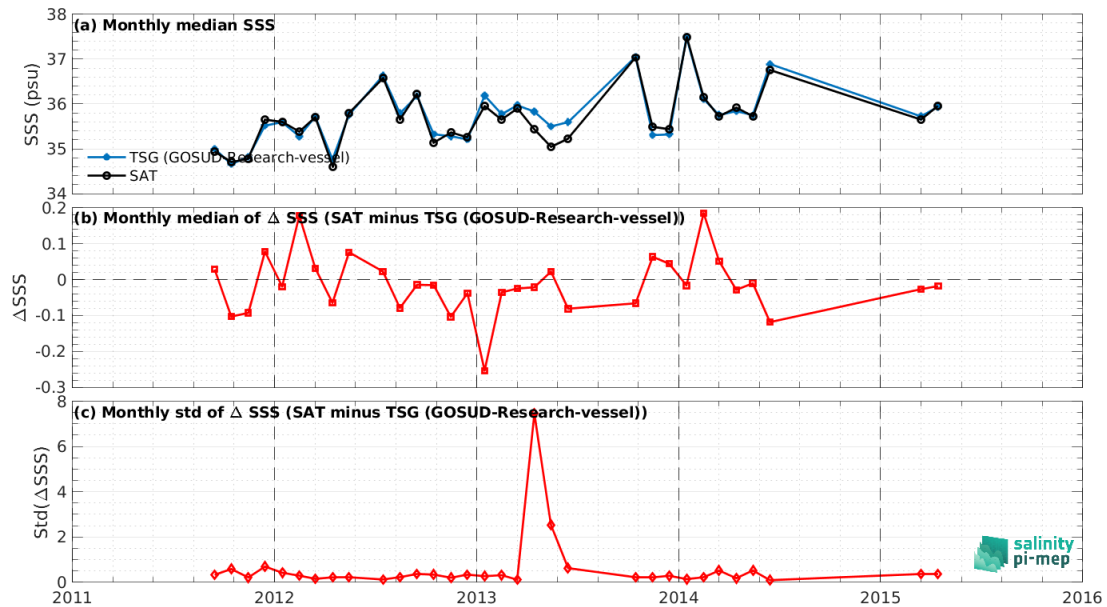 38
37
36
35
34
SSS (psu)
(a) Monthly median SSS
TSG (GOSUD-Research-vessel)
SAT
0.2
0.1
0
-0.1
-0.2
-0.3
ΔSSS
(b) Monthly median of Δ SSS (SAT minus TSG (GOSUD-Research-vessel))
8
6
4
2
0
Std(ΔSSS)
(c) Monthly std of Δ SSS (SAT minus TSG (GOSUD-Research-vessel))
salinity
pi-mep
2011 2012 2013 2014 2015 2016